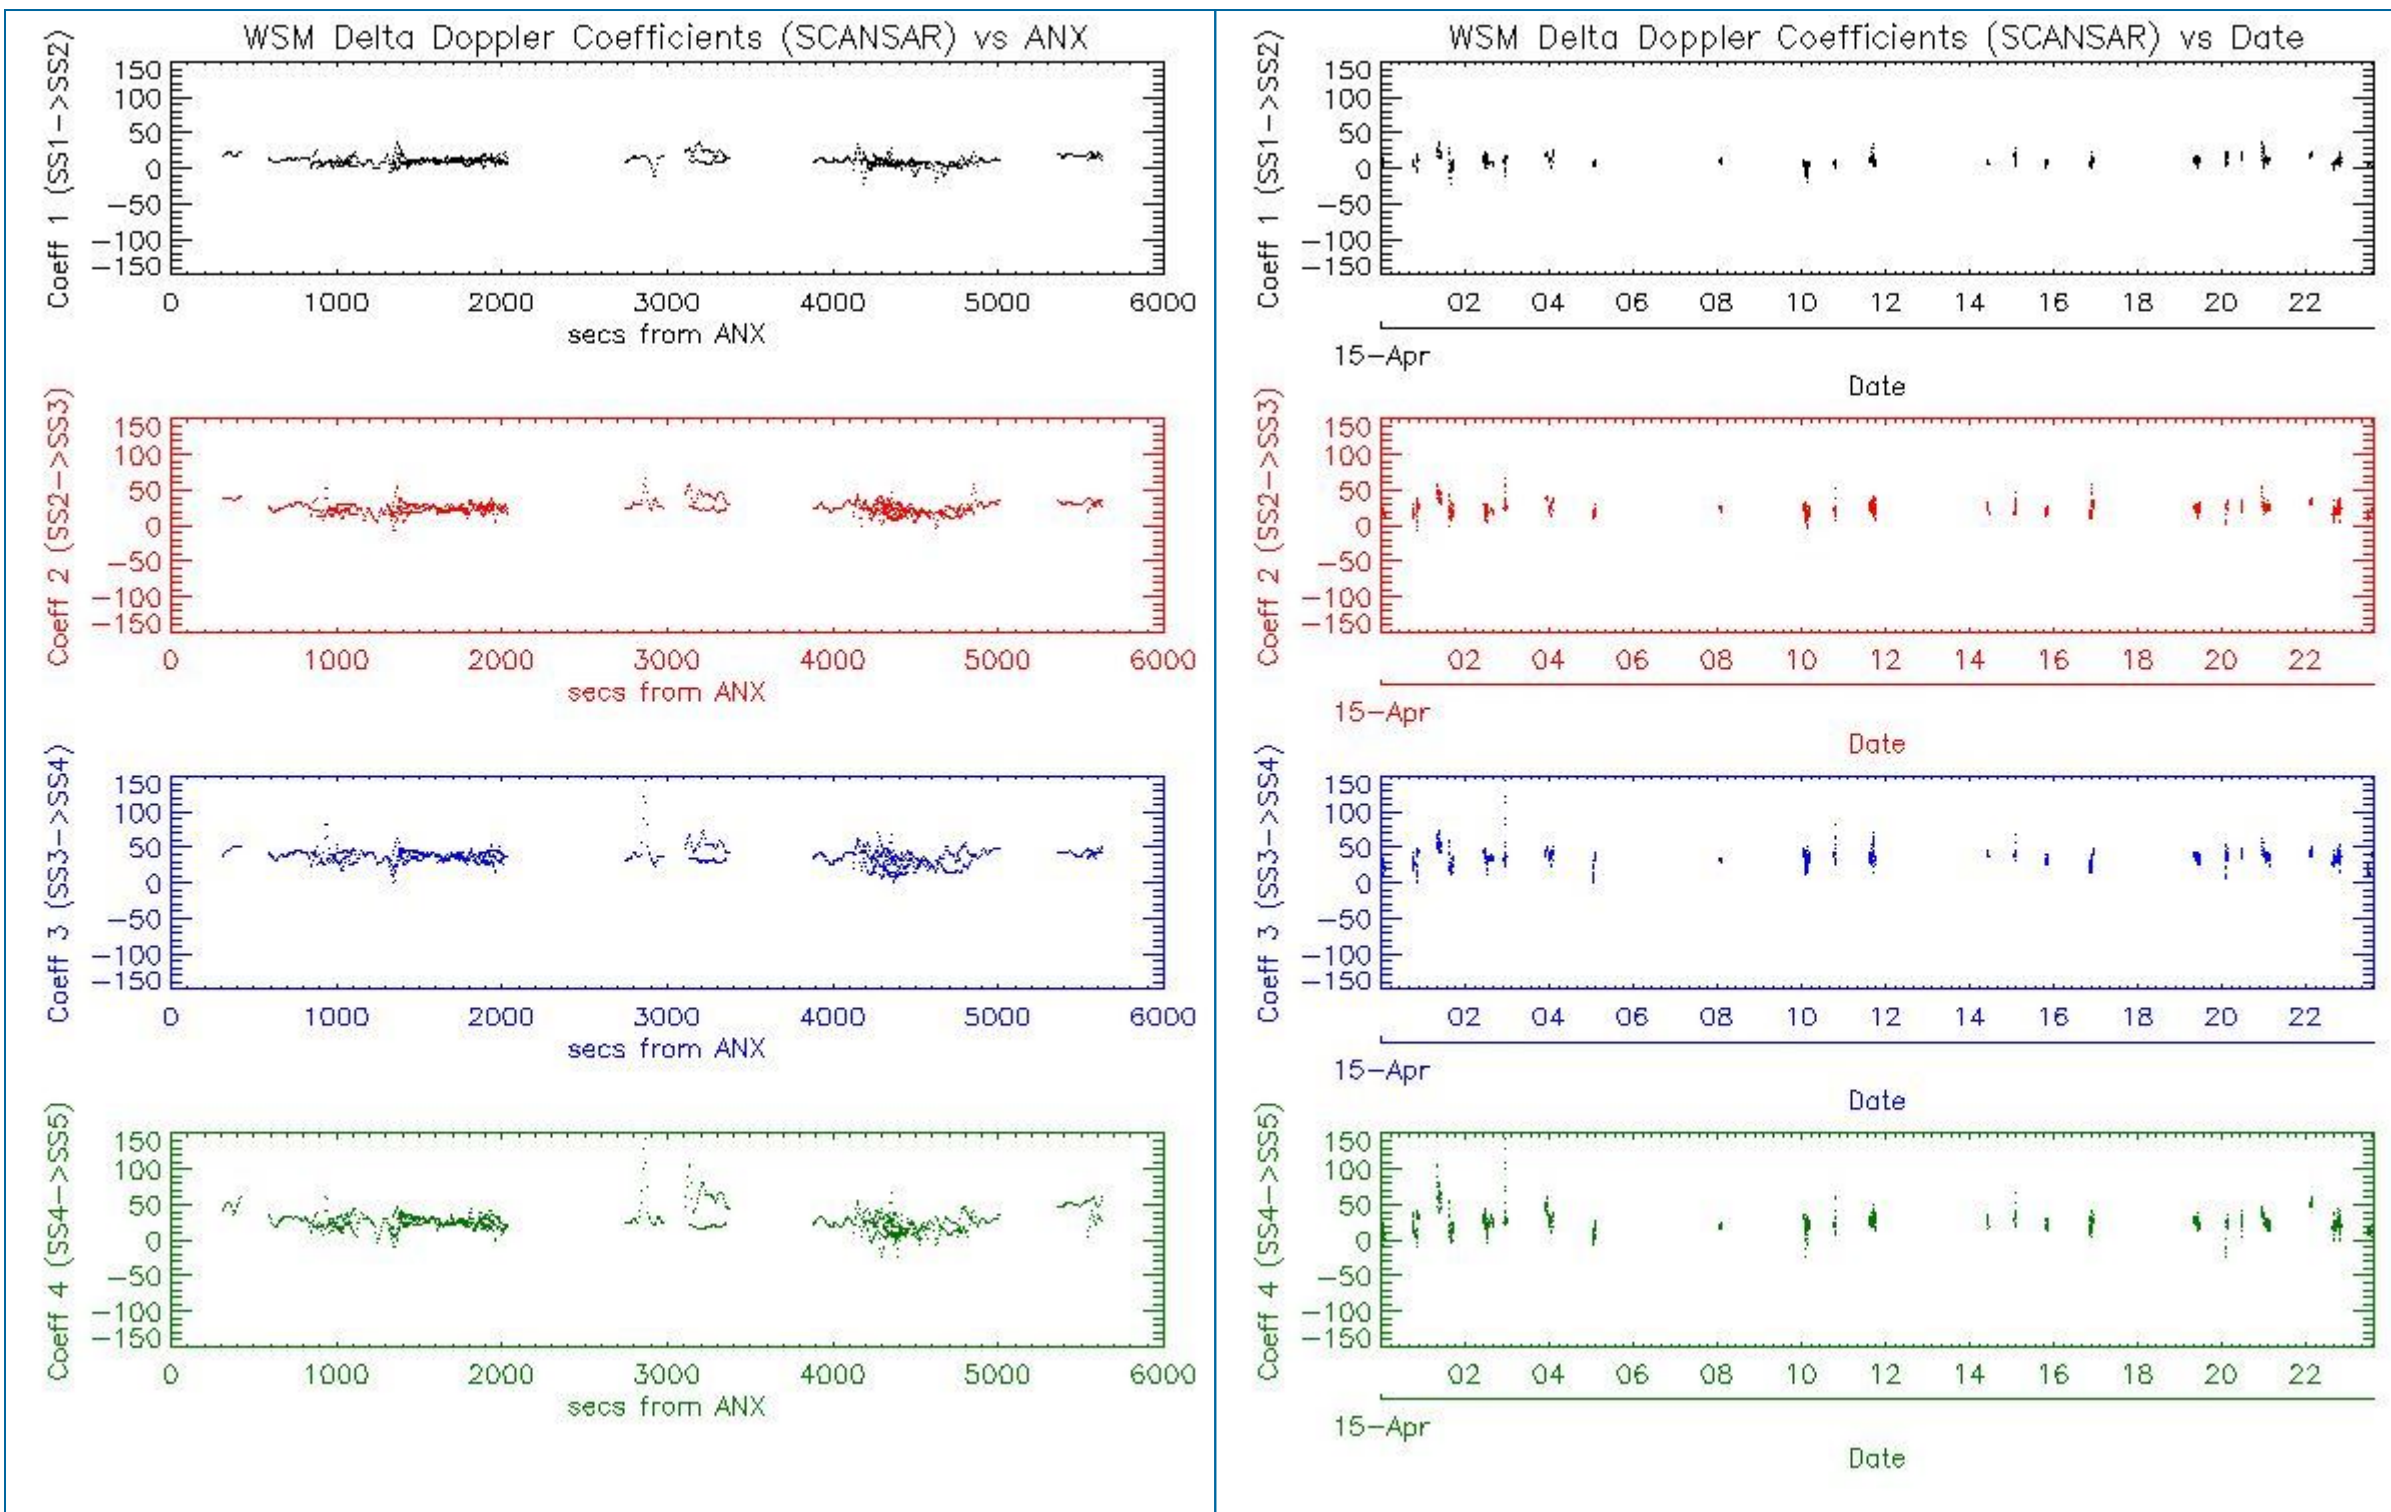 WSM Delta Doppler Coefficients (SCANSAR) vs ANX
Coeff 1 (SS1->SS2)
150
100
50
0
-50
-100
-150
0 1000 2000 3000 4000 5000 6000
secs from ANX
Coeff 2 (SS2->SS3)
150
100
50
0
-50
-100
-150
0 1000 2000 3000 4000 5000 6000
secs from ANX
Coeff 3 (SS3->SS4)
150
100
50
0
-50
-100
-150
0 1000 2000 3000 4000 5000 6000
secs from ANX
Coeff 4 (SS4->SS5)
150
100
50
0
-50
-100
-150
0 1000 2000 3000 4000 5000 6000
secs from ANX
WSM Delta Doppler Coefficients (SCANSAR) vs Date
Coeff 1 (SS1->SS2)
150
100
50
0
-50
-100
-150
02 04 06 08 10 12 14 16 18 20 22
15-Apr
Date
Coeff 2 (SS2->SS3)
150
100
50
0
-50
-100
-150
02 04 06 08 10 12 14 16 18 20 22
15-Apr
Date
Coeff 3 (SS3->SS4)
150
100
50
0
-50
-100
-150
02 04 06 08 10 12 14 16 18 20 22
15-Apr
Date
Coeff 4 (SS4->SS5)
150
100
50
0
-50
-100
-150
02 04 06 08 10 12 14 16 18 20 22
15-Apr
Date